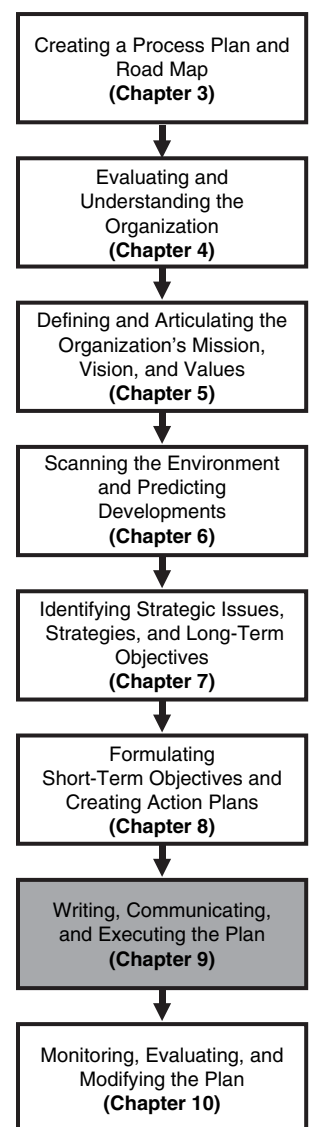 Creating a Process Plan and
Road Map
(Chapter 3)
Evaluating and
Understanding the
Organization
(Chapter 4)
Defining and Articulating the
Organization's Mission,
Vision, and Values
(Chapter 5)
Scanning the Environment
and Predicting
Developments
(Chapter 6)
Identifying Strategic Issues,
Strategies, and Long-Term
Objectives
(Chapter 7)
Formulating
Short-Term Objectives and
Creating Action Plans
(Chapter 8)
Writing, Communicating,
and Executing the Plan
(Chapter 9)
Monitoring, Evaluating, and
Modifying the Plan
(Chapter 10)